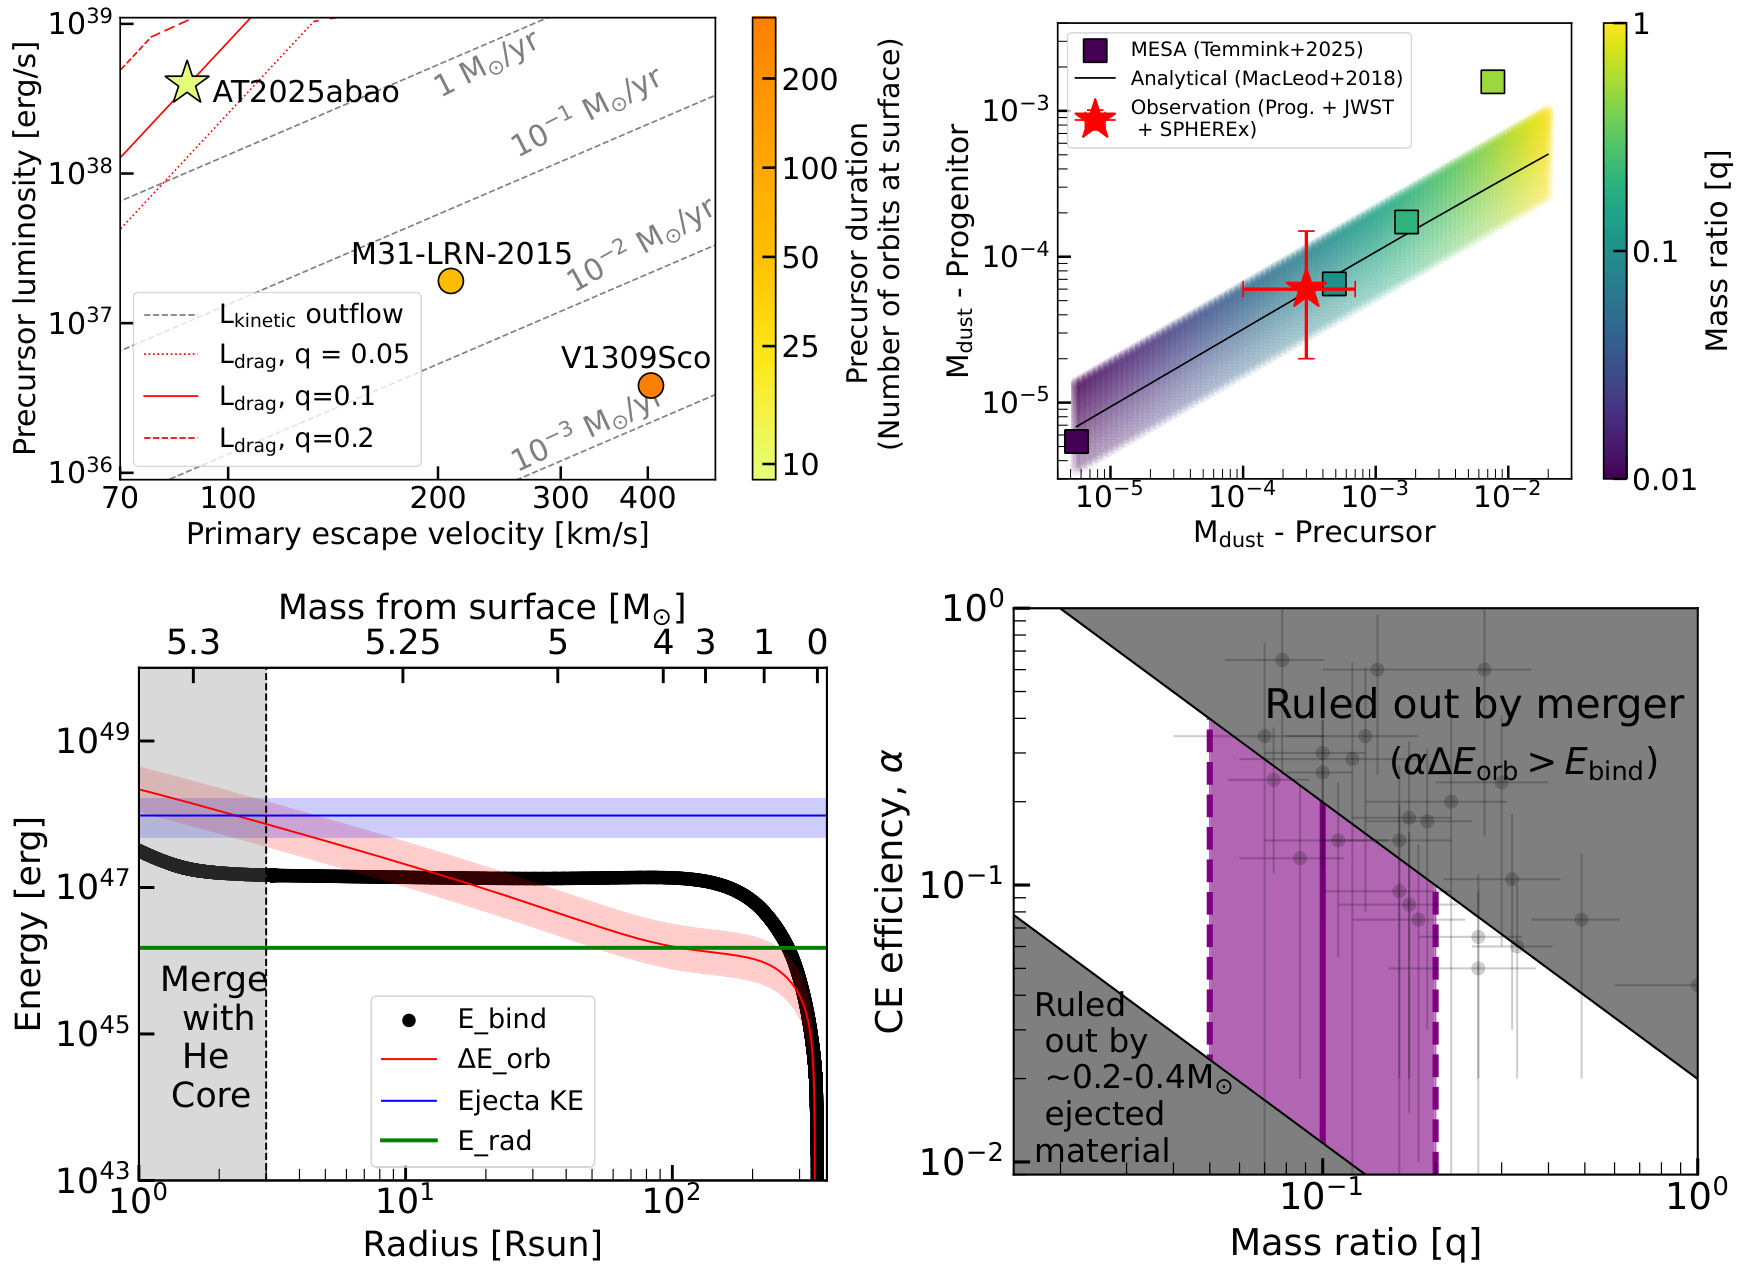 10^39
10^38
10^37
10^36
Precursor luminosity [erg/s]
AT2025abao
M31-LRN-2015
V1309Sco
1 M⊙/yr
10^−1 M⊙/yr
10^−2 M⊙/yr
10^−3 M⊙/yr
L_kinetic outflow
L_drag, q = 0.05
L_drag, q=0.1
L_drag, q=0.2
70 100 200 300 400
Primary escape velocity [km/s]
200
100
50
25
10
Precursor duration
(Number of orbits at surface)
MESA (Temmink+2025)
Analytical (MacLeod+2018)
Observation (Prog. + JWST
+ SPHEREx)
10^−3
10^−4
10^−5
M_dust - Progenitor
10^−5 10^−4 10^−3 10^−2
M_dust - Precursor
1
0.1
0.01
Mass ratio [q]
Mass from surface [M⊙]
5.3 5.25 5 4 3 1 0
10^49
10^47
10^45
10^43
Energy [erg]
Merge
with
He
Core
E_bind
ΔE_orb
Ejecta KE
E_rad
10^0 10^1 10^2
Radius [Rsun]
10^0
10^−1
10^−2
CE efficiency, α
Ruled out by merger
(αΔE_orb > E_bind)
Ruled
out by
~0.2-0.4M⊙
ejected
material
10^−1 10^0
Mass ratio [q]